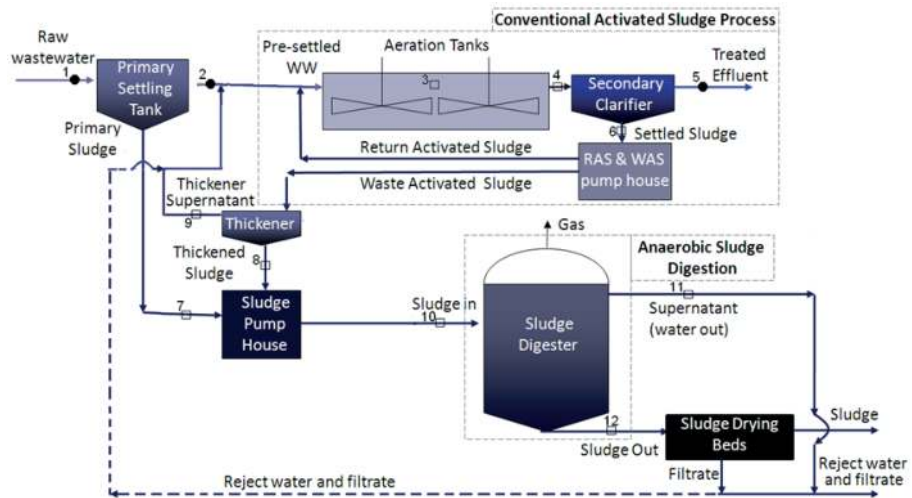 Conventional Activated Sludge Process
Raw
wastewater
1
Primary
Settling
Tank
2
Pre-settled
WW
Aeration Tanks
3
4
Secondary
Clarifier
5
Treated
Effluent
Primary
Sludge
6
Settled Sludge
Return Activated Sludge
RAS & WAS
pump house
Waste Activated Sludge
Thickener
Supernatant
9
Thickener
Thickened
Sludge
8
Gas
Anaerobic Sludge
Digestion
7
Sludge
Pump
House
Sludge in
10
Sludge
Digester
11
Supernatant
(water out)
12
Sludge Out
Sludge Drying
Beds
Sludge
Filtrate
Reject water
and filtrate
Reject water and filtrate